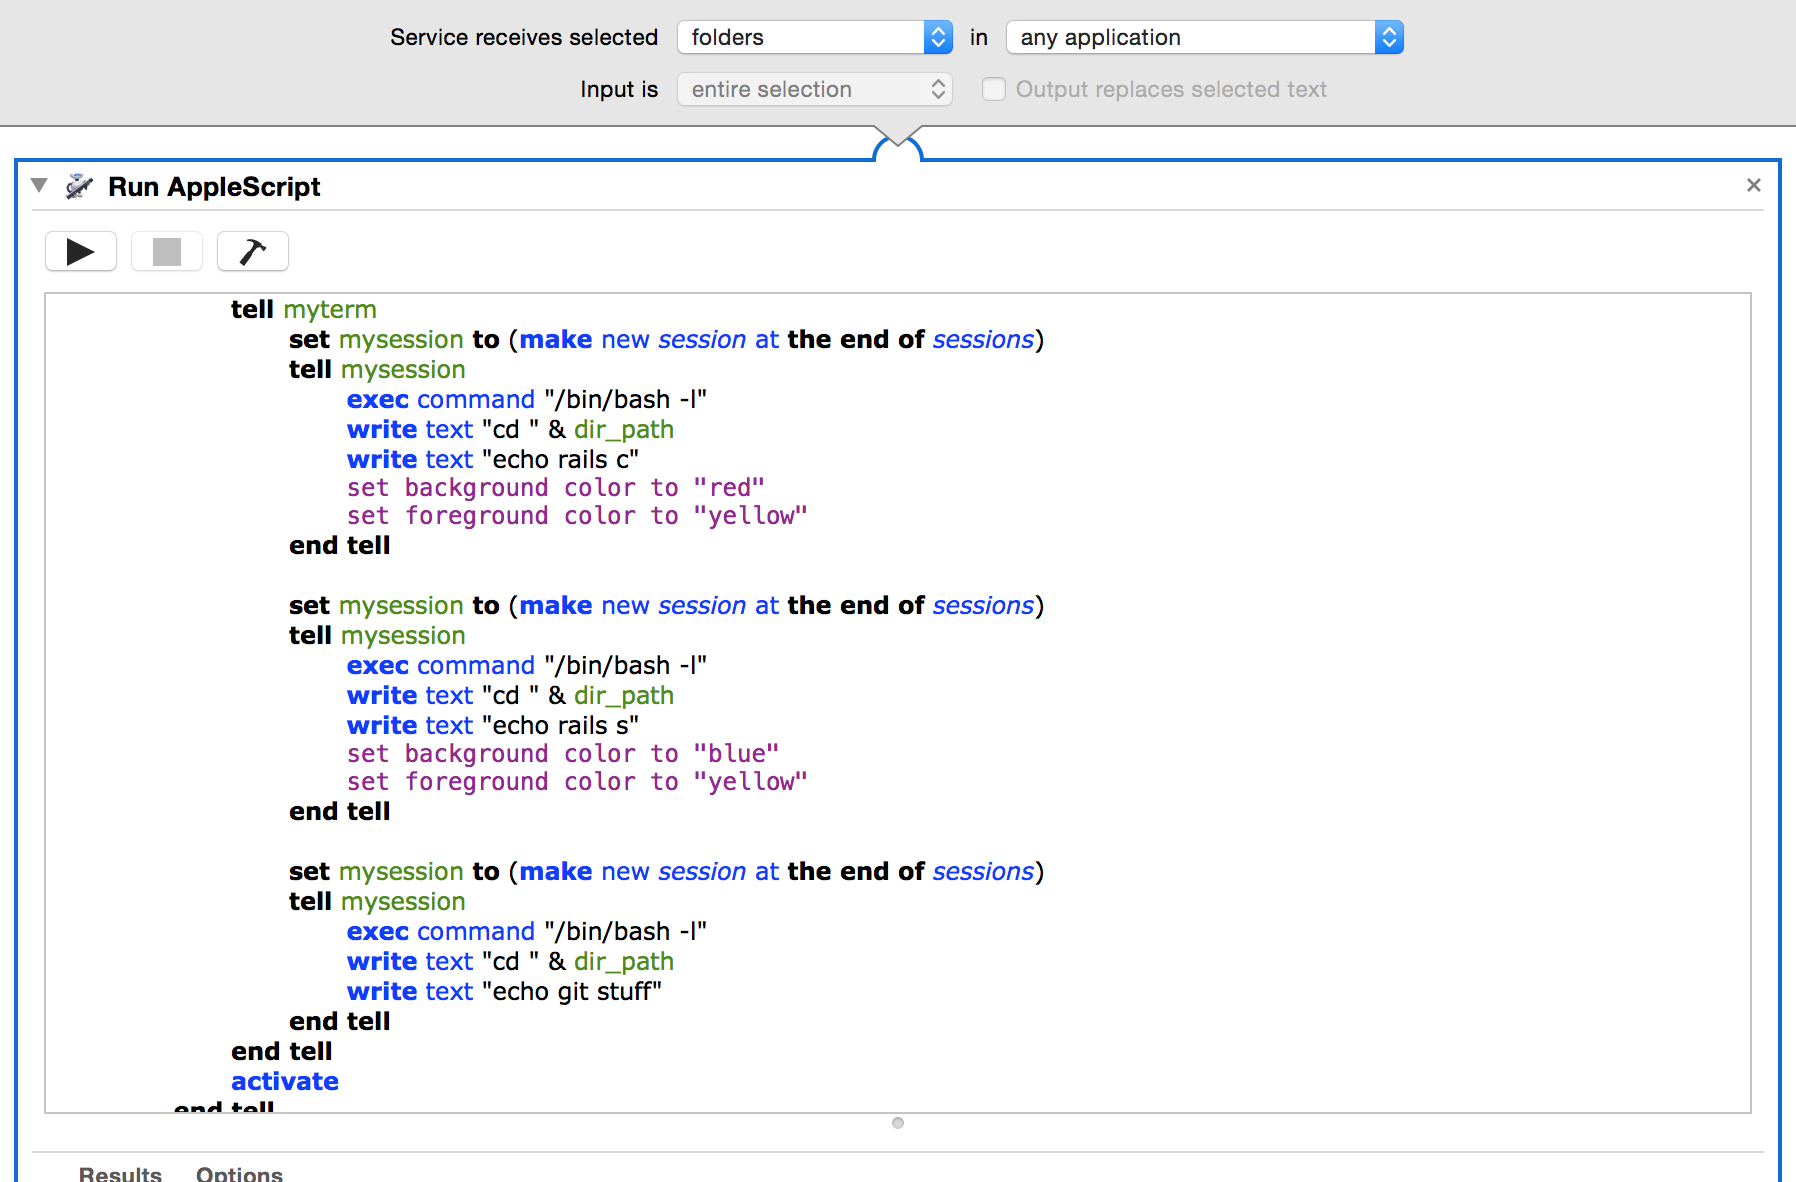 Service receives selected folders in any application
Input is entire selection Output replaces selected text
Run AppleScript
tell myterm
set mysession to (make new session at the end of sessions)
tell mysession
exec command "/bin/bash -l"
write text "cd " & dir_path
write text "echo rails c"
set background color to "red"
set foreground color to "yellow"
end tell
set mysession to (make new session at the end of sessions)
tell mysession
exec command "/bin/bash -l"
write text "cd " & dir_path
write text "echo rails s"
set background color to "blue"
set foreground color to "yellow"
end tell
set mysession to (make new session at the end of sessions)
tell mysession
exec command "/bin/bash -l"
write text "cd " & dir_path
write text "echo git stuff"
end tell
end tell
activate
end tell
Results Options